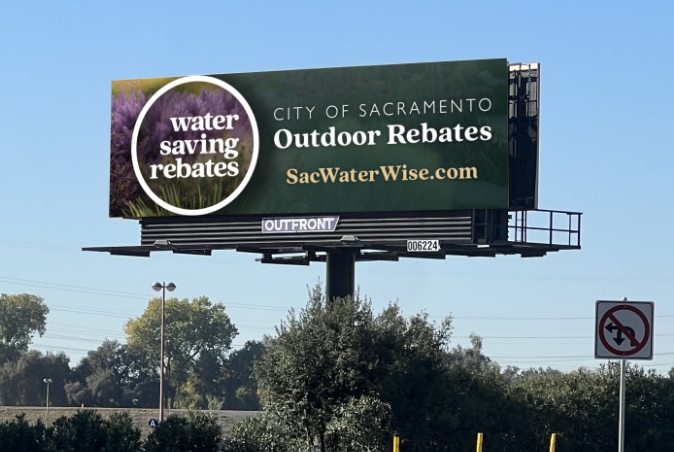 water
saving
rebates
CITY OF SACRAMENTO
Outdoor Rebates
SacWaterWise.com
OUTFRONT
006224